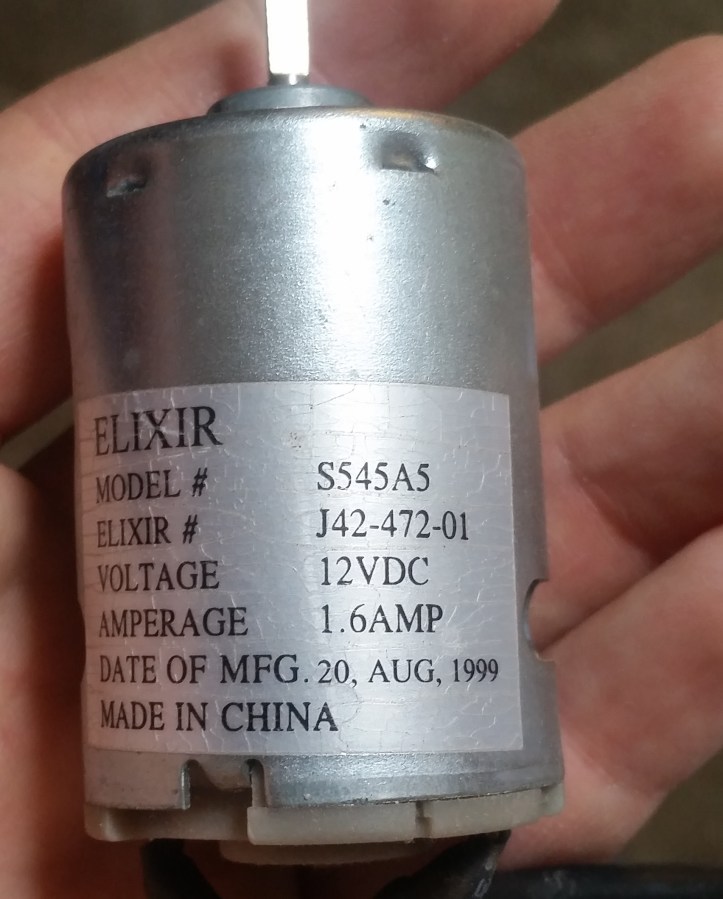 ELIXIR
MODEL # S545A5
ELIXIR # J42-472-01
VOLTAGE 12VDC
AMPERAGE 1.6AMP
DATE OF MFG. 20, AUG, 1999
MADE IN CHINA